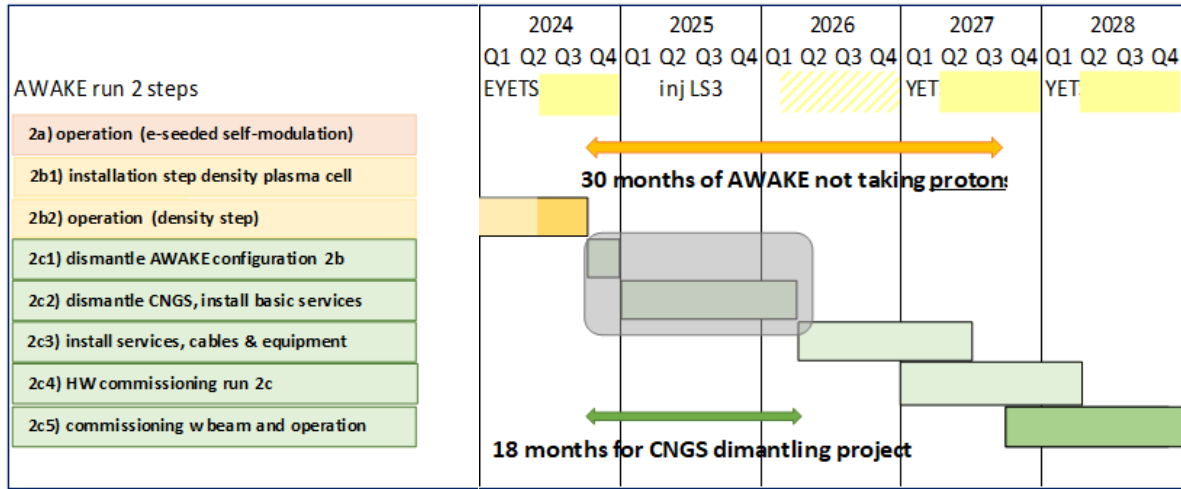 2024 2025 2026 2027 2028
Q1 Q2 Q3 Q4 Q1 Q2 Q3 Q4 Q1 Q2 Q3 Q4 Q1 Q2 Q3 Q4 Q1 Q2 Q3 Q4
AWAKE run 2 steps EYETS inj LS3 YET. YET.
2a) operation (e-seeded self-modulation)
2b1) installation step density plasma cell
30 months of AWAKE not taking protons
2b2) operation (density step)
2c1) dismantle AWAKE configuration 2b
2c2) dismantle CNGS, install basic services
2c3) install services, cables & equipment
2c4) HW commissioning run 2c
2c5) commissioning w beam and operation
18 months for CNGS dimantling project